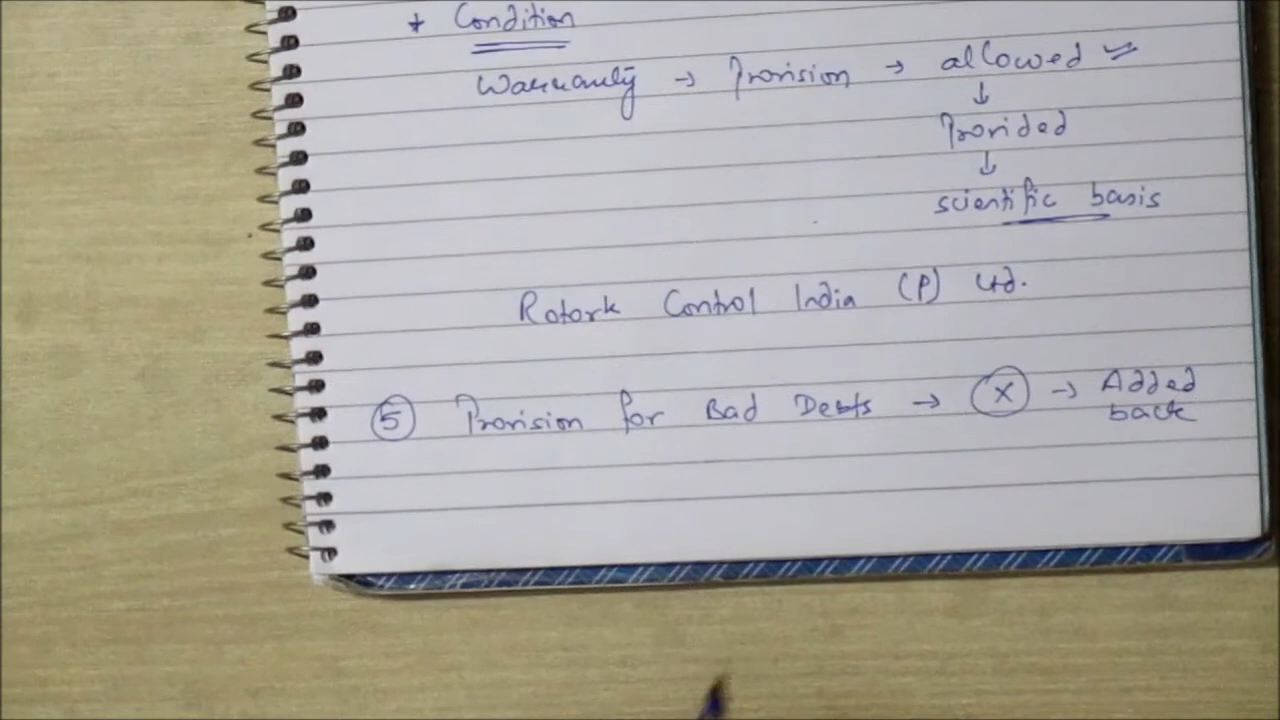 * Condition
Warranty → Provision → allowed
↓
Provided
↓
scientific basis
Rotork Control India (P) Ltd.
⑤ Provision for Bad Debts → ⓧ → Added
back